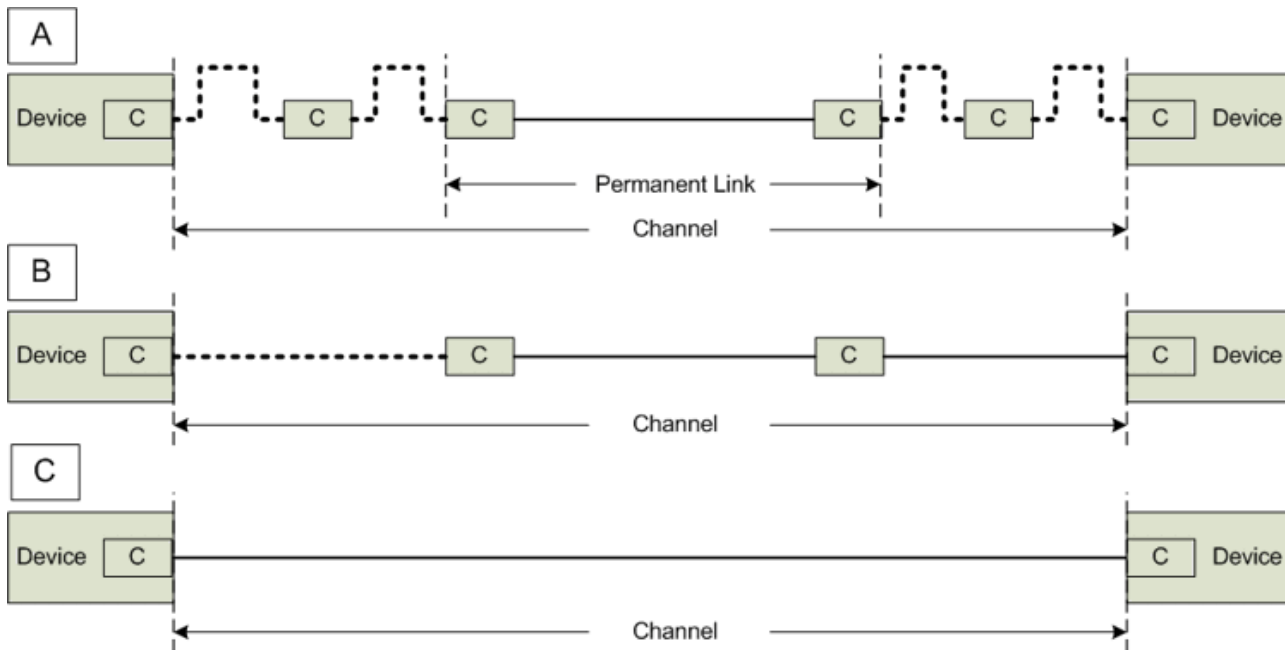 A
Device C C C C C C Device
Permanent Link
Channel
B
Device C C C C Device
Channel
C
Device C C Device
Channel